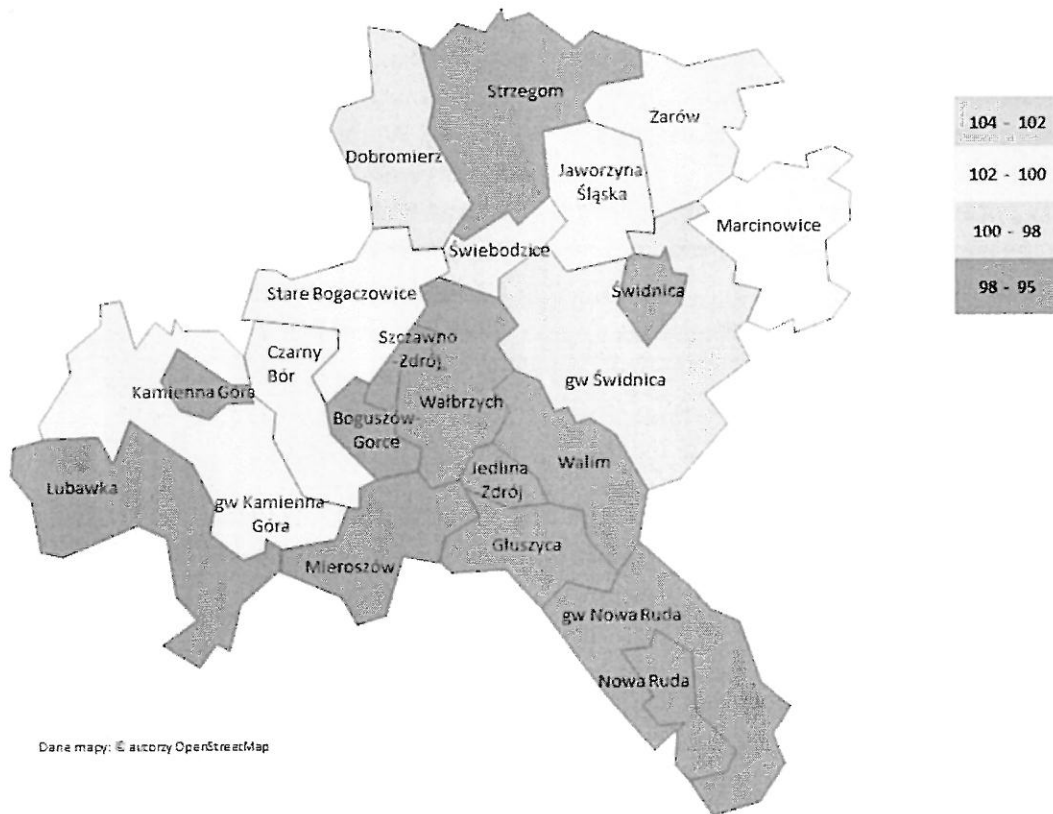 Strzegom
Zarów
Dobromierz
Jaworzyna
Śląska
Marcinowice
Świebodzice
Stare Bogaczowice
Świdnica
Szczawno
-Zdrój
Czarny
Bór
gw Świdnica
Kamienna Góra
Wałbrzych
Boguszów-
Gorce
Walim
Jedlina
-Zdrój
Lubawka
gw Kamienna
Góra
Głuszyca
Mieroszów
gw Nowa Ruda
Nowa Ruda
104 - 102
102 - 100
100 - 98
98 - 95
Dane mapy: © autorzy OpenStreetMap